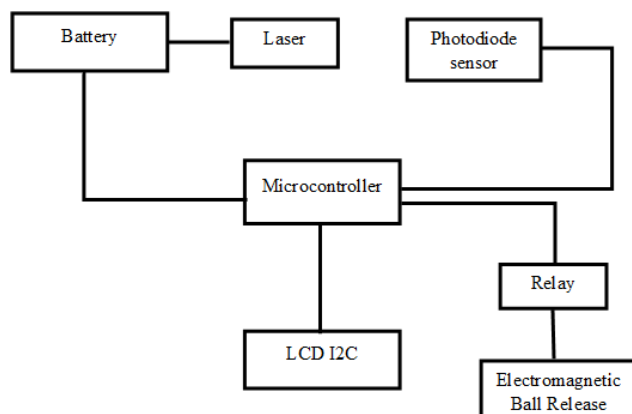 Battery
Laser
Photodiode
sensor
Microcontroller
Relay
LCD I2C
Electromagnetic
Ball Release